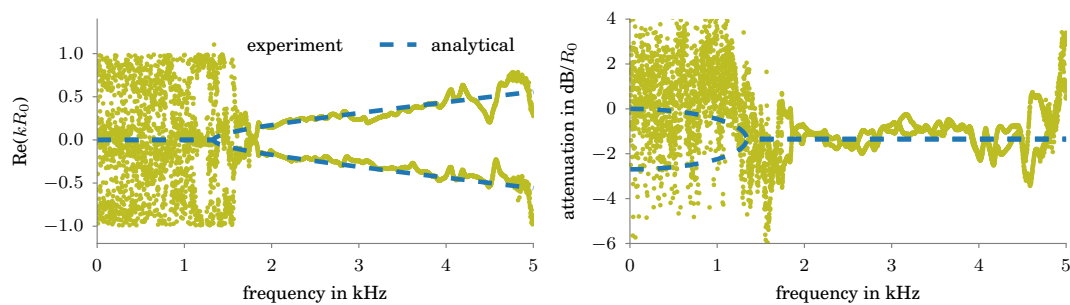 experiment analytical
1.0
0.5
0.0
−0.5
−1.0
Re(kR₀)
0 1 2 3 4 5
frequency in kHz
4
2
0
−2
−4
−6
attenuation in dB/R₀
0 1 2 3 4 5
frequency in kHz